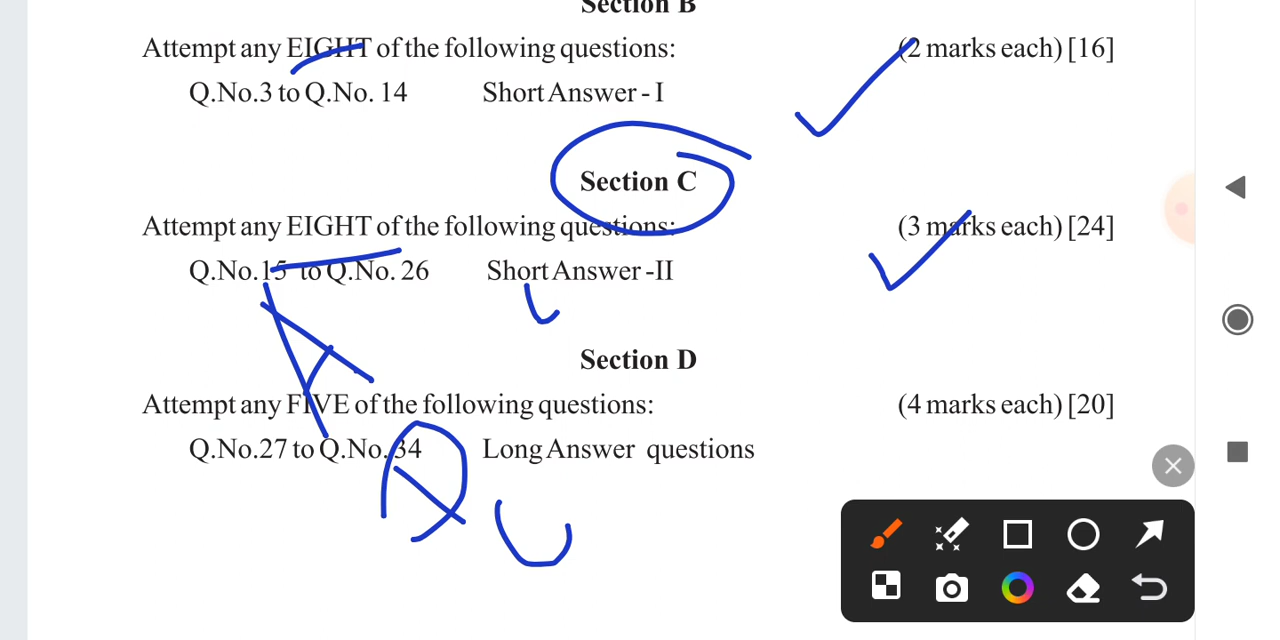 Section B
Attempt any EIGHT of the following questions: (2 marks each) [16]
Q.No.3 to Q.No. 14 Short Answer - I
Section C
Attempt any EIGHT of the following questions: (3 marks each) [24]
Q.No.15 to Q.No. 26 Short Answer -II
Section D
Attempt any FIVE of the following questions: (4 marks each) [20]
Q.No.27 to Q.No. 34 Long Answer questions